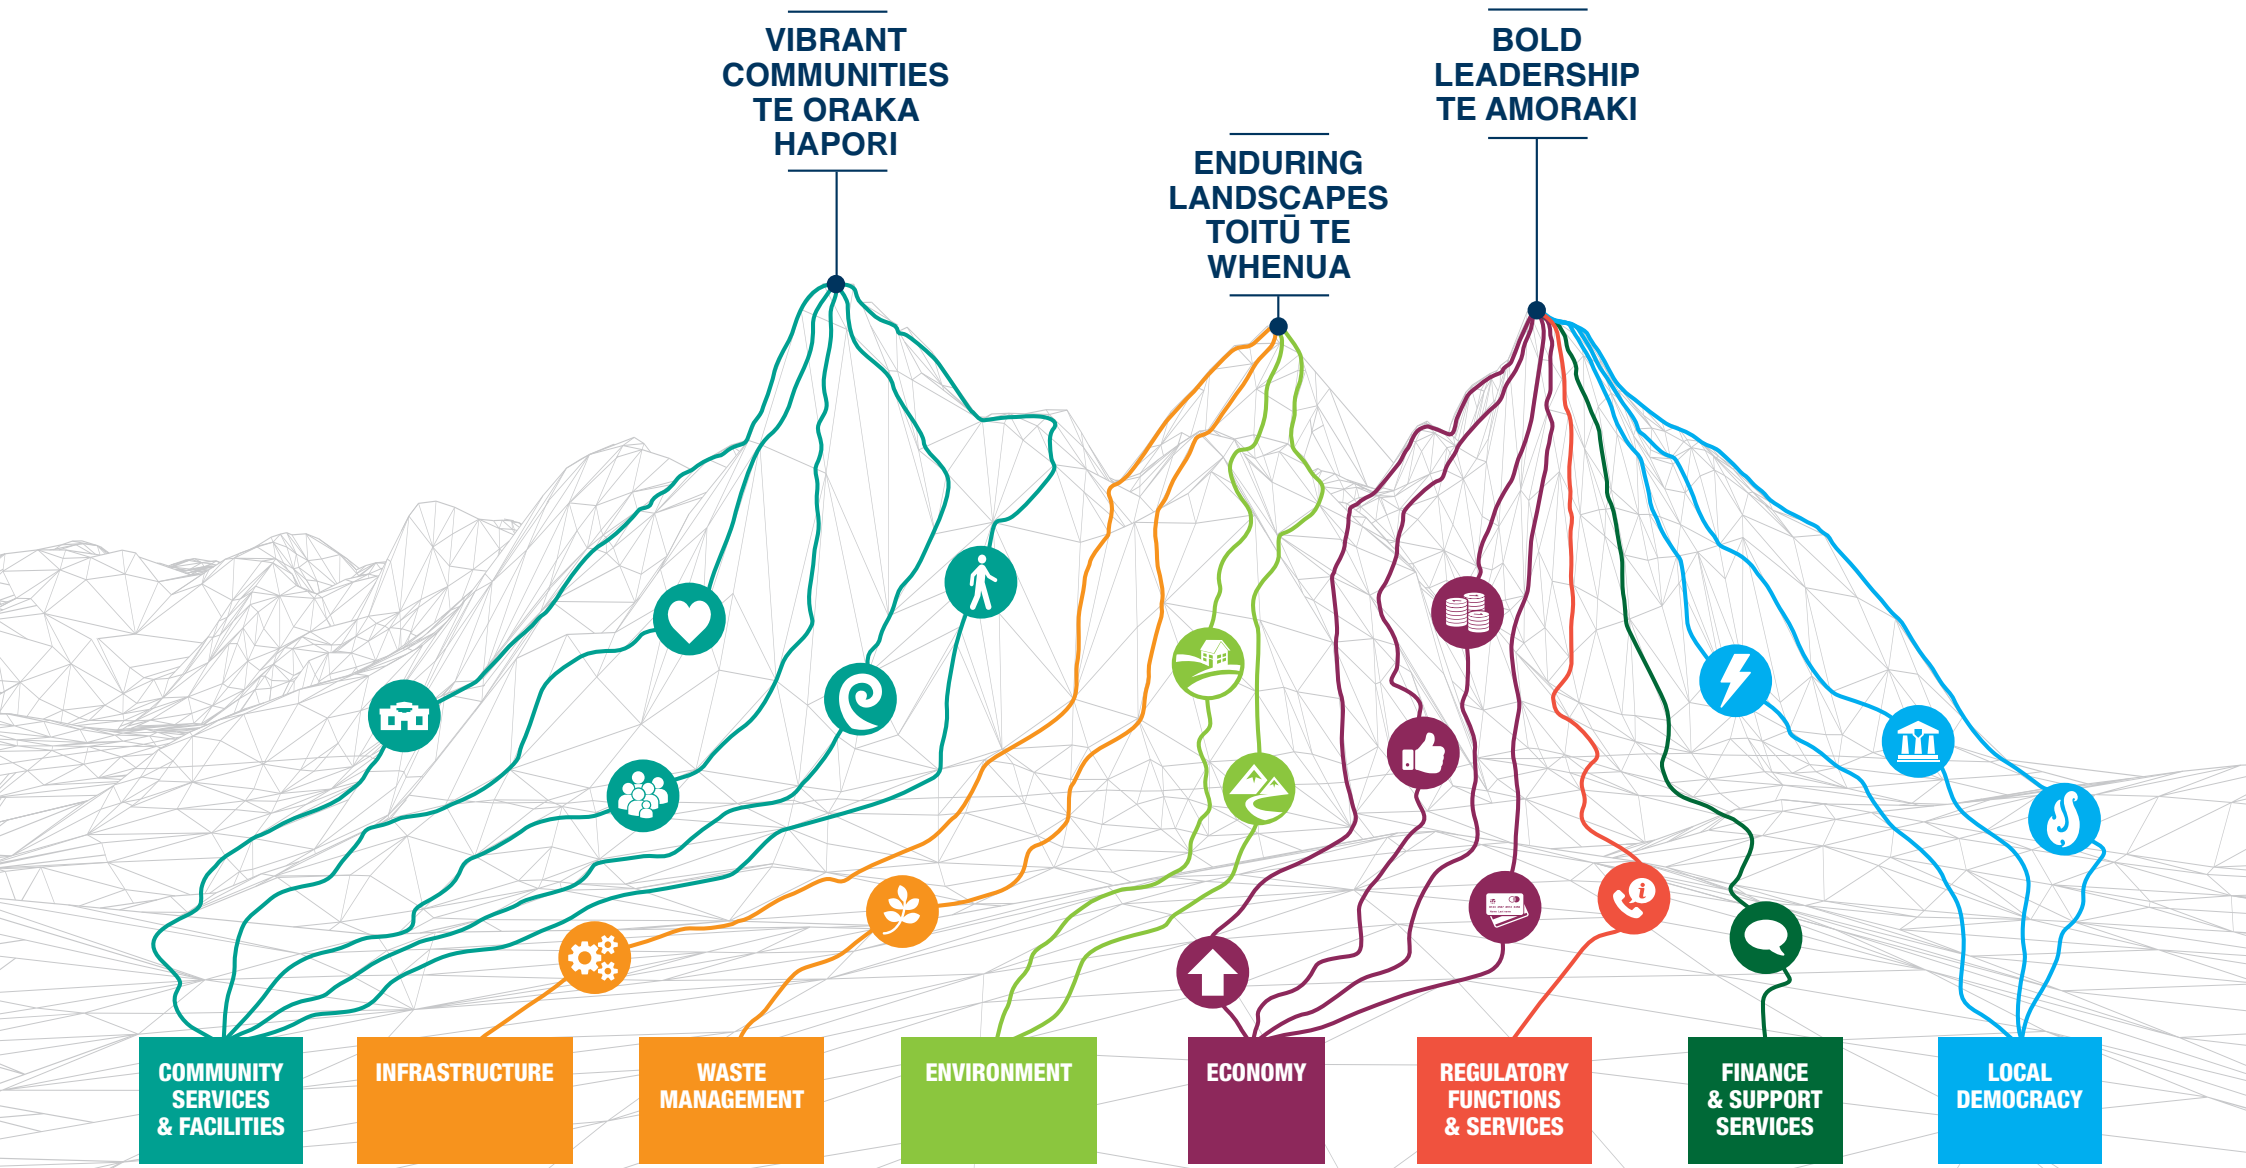 VIBRANT
COMMUNITIES
TE ORAKA
HAPORI
ENDURING
LANDSCAPES
TOITŪ TE
WHENUA
BOLD
LEADERSHIP
TE AMORAKI
i
COMMUNITY
SERVICES
& FACILITIES
INFRASTRUCTURE
WASTE
MANAGEMENT
ENVIRONMENT
ECONOMY
REGULATORY
FUNCTIONS
& SERVICES
FINANCE
& SUPPORT
SERVICES
LOCAL
DEMOCRACY